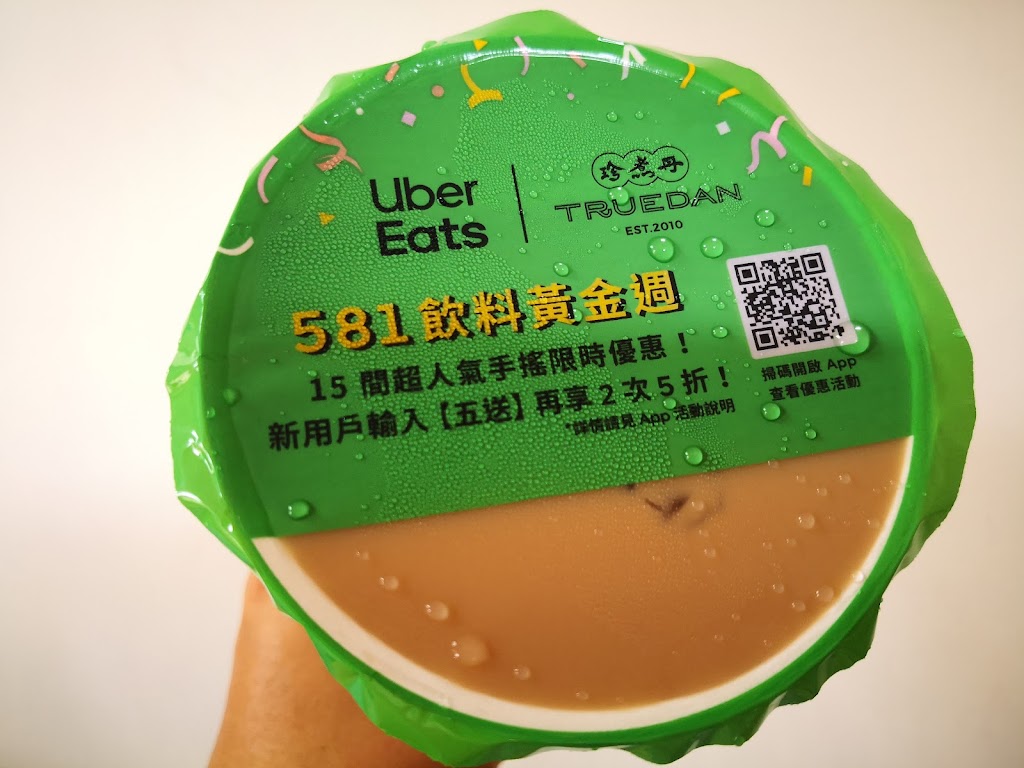 Uber
Eats
珍煮丹
TRUEDAN
EST.2010
581飲料黃金週
15 間超人氣手搖限時優惠！
新用戶輸入【五送】再享 2 次 5 折！
*詳情請見 App 活動說明
掃碼開啟 App
查看優惠活動